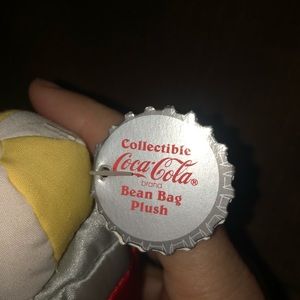 Collectible
Coca-Cola®
brand
Bean Bag
Plush